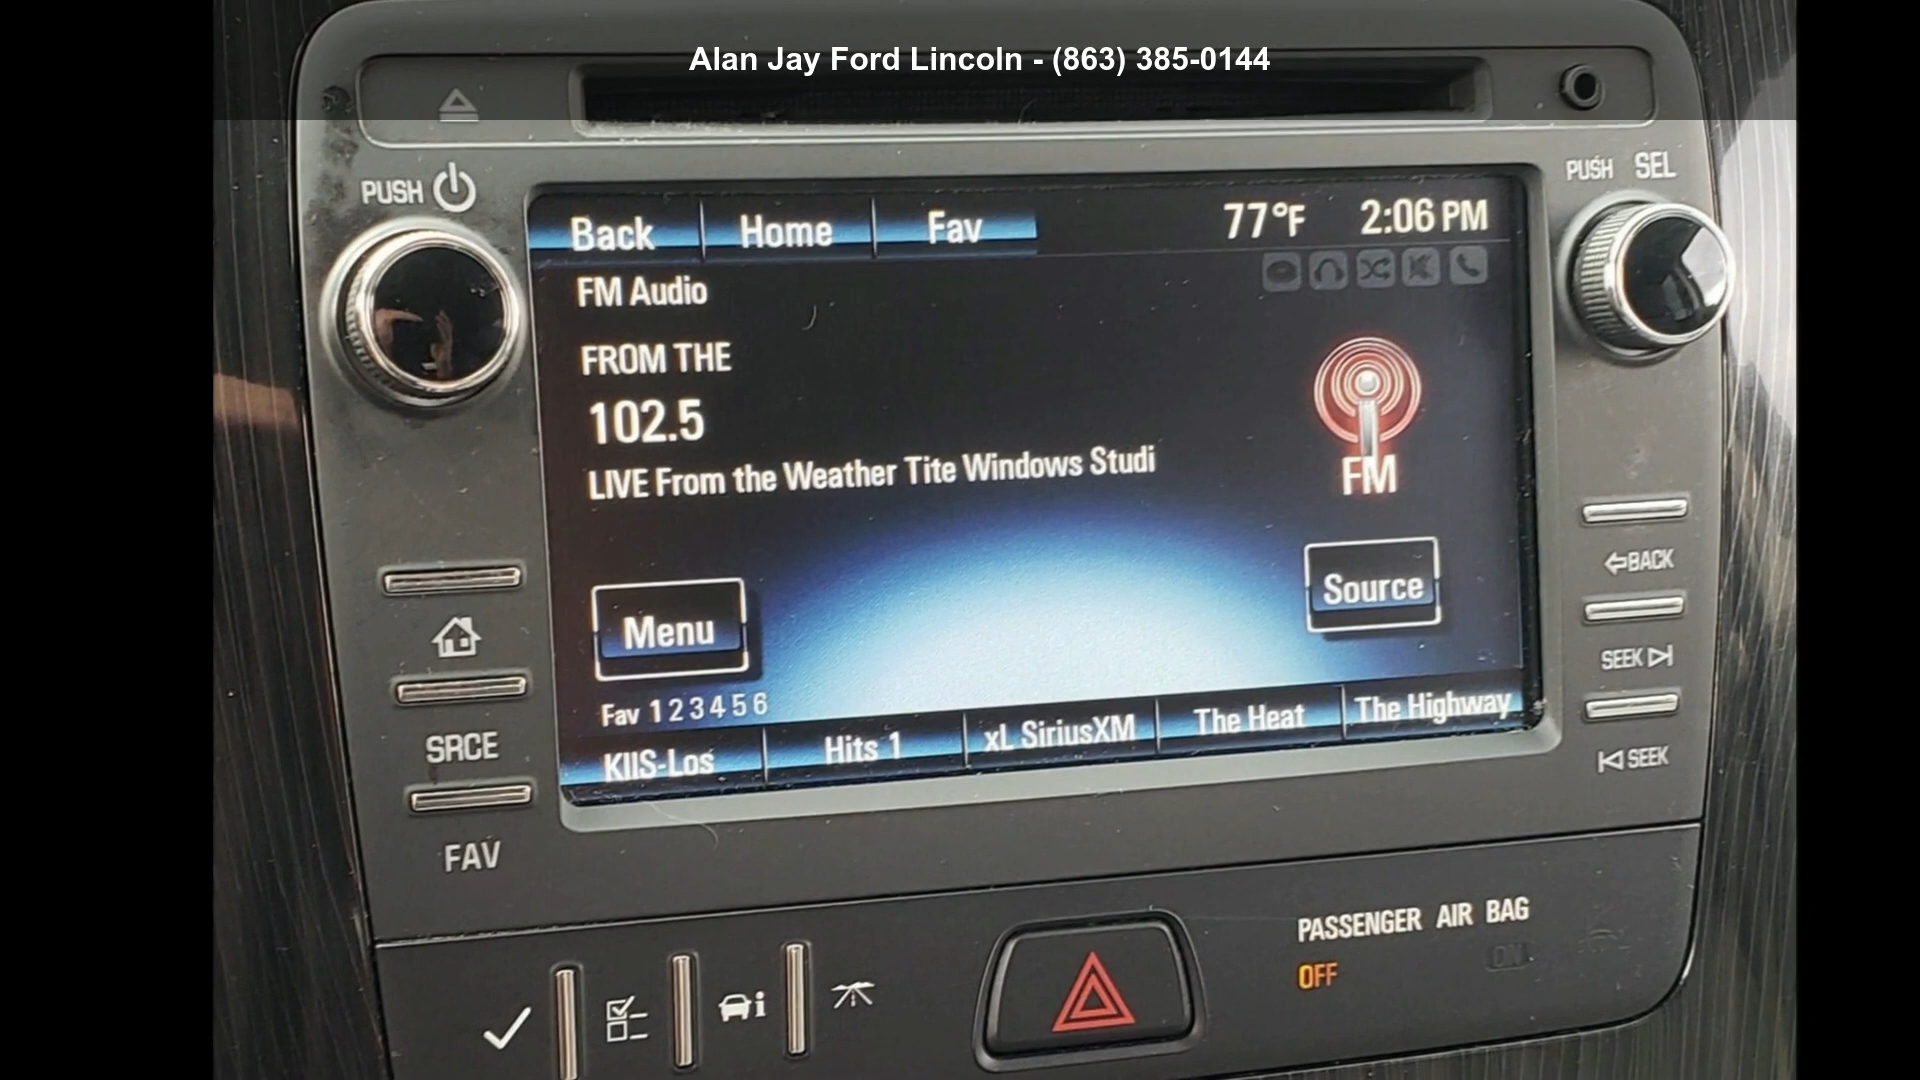 Alan Jay Ford Lincoln - (863) 385-0144
PUSH
PUSH SEL
Back Home Fav 77°F 2:06 PM
FM Audio
FROM THE
102.5
LIVE From the Weather Tite Windows Studi
FM
BACK
Menu Source
SEEK
Fav 1 2 3 4 5 6
KIIS-Los Hits 1 xL SiriusXM The Heat The Highway
SRCE
SEEK
FAV
PASSENGER AIR BAG
OFF ON